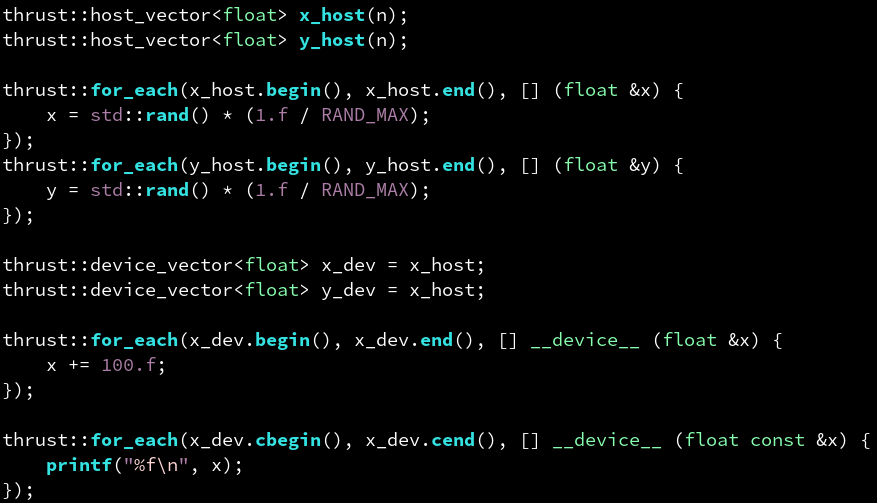 thrust::host_vector<float> x_host(n);
thrust::host_vector<float> y_host(n);

thrust::for_each(x_host.begin(), x_host.end(), [] (float &x) {
    x = std::rand() * (1.f / RAND_MAX);
});
thrust::for_each(y_host.begin(), y_host.end(), [] (float &y) {
    y = std::rand() * (1.f / RAND_MAX);
});

thrust::device_vector<float> x_dev = x_host;
thrust::device_vector<float> y_dev = x_host;

thrust::for_each(x_dev.begin(), x_dev.end(), [] __device__ (float &x) {
    x += 100.f;
});

thrust::for_each(x_dev.cbegin(), x_dev.cend(), [] __device__ (float const &x) {
    printf("%f\n", x);
});